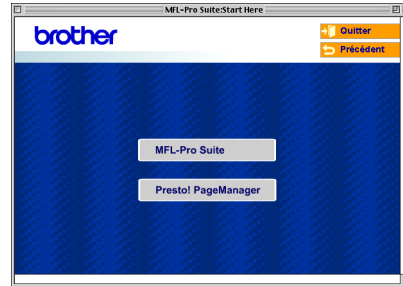 MFL-Pro Suite:Start Here
brother
Quitter
Précédent
MFL-Pro Suite
Presto! PageManager